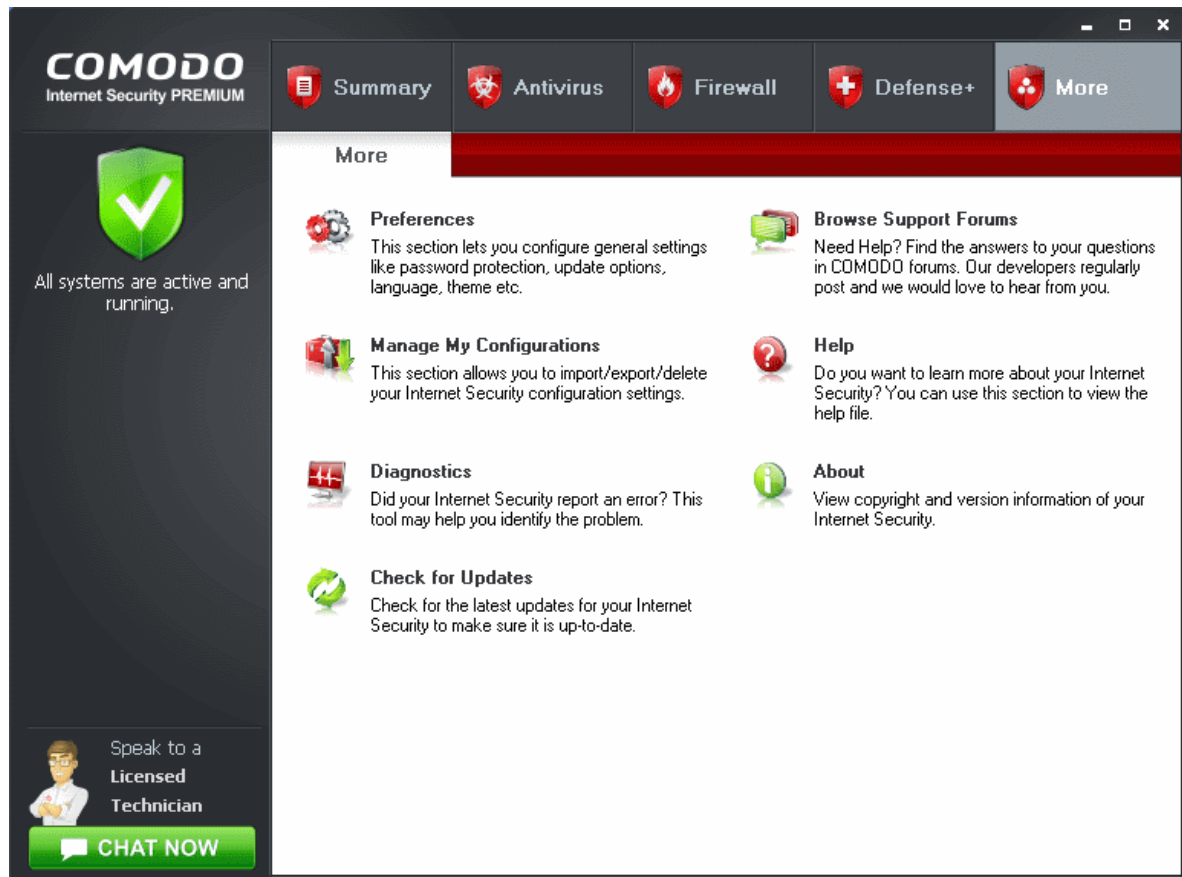 COMODO
Internet Security PREMIUM
Summary
Antivirus
Firewall
Defense+
More
More
All systems are active and
running.
Preferences
This section lets you configure general settings
like password protection, update options,
language, theme etc.
Manage My Configurations
This section allows you to import/export/delete
your Internet Security configuration settings.
Diagnostics
Did your Internet Security report an error? This
tool may help you identify the problem.
Check for Updates
Check for the latest updates for your Internet
Security to make sure it is up-to-date.
Browse Support Forums
Need Help? Find the answers to your questions
in COMODO forums. Our developers regularly
post and we would love to hear from you.
Help
Do you want to learn more about your Internet
Security? You can use this section to view the
help file.
About
View copyright and version information of your
Internet Security.
Speak to a
Licensed
Technician
CHAT NOW